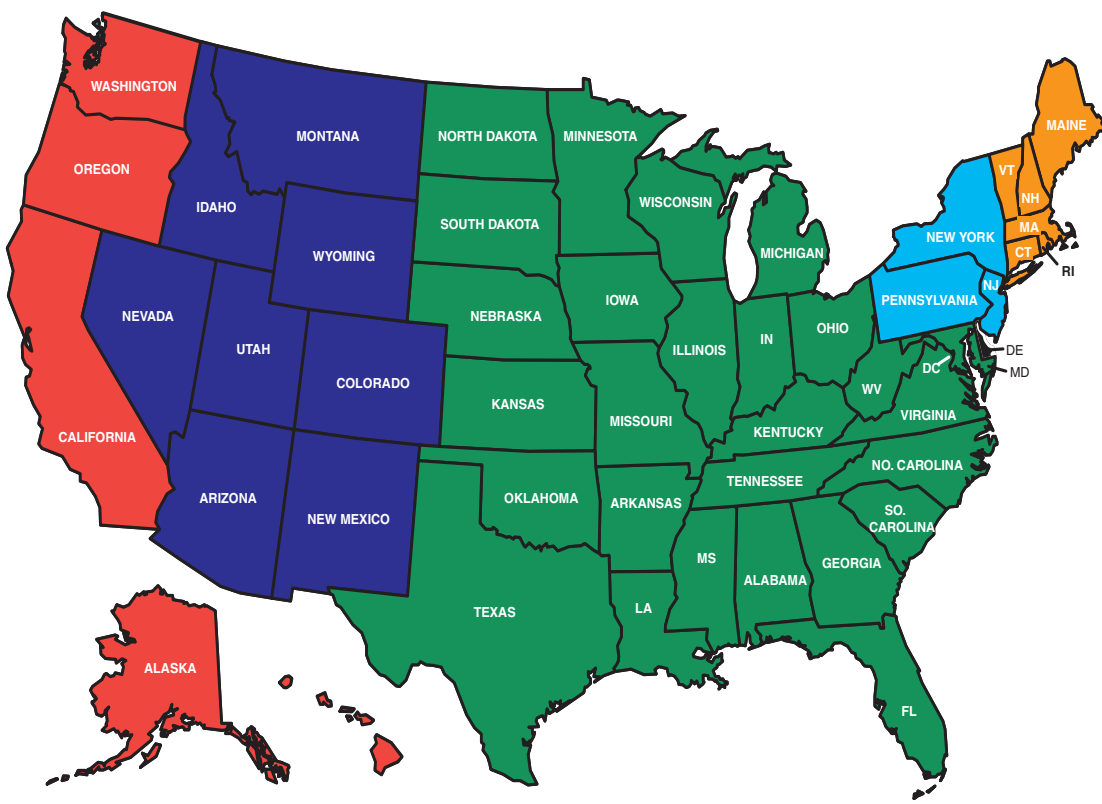 WASHINGTON
MAINE
MONTANA
NORTH DAKOTA
MINNESOTA
OREGON
VT
NH
IDAHO
WISCONSIN
SOUTH DAKOTA
MA
NEW YORK
MICHIGAN
CT
WYOMING
RI
NJ
PENNSYLVANIA
IOWA
NEVADA
NEBRASKA
OHIO
IN
UTAH
ILLINOIS
DE
DC
MD
COLORADO
WV
KANSAS
VIRGINIA
MISSOURI
KENTUCKY
CALIFORNIA
NO. CAROLINA
TENNESSEE
ARIZONA
OKLAHOMA
ARKANSAS
SO.
CAROLINA
NEW MEXICO
MS
GEORGIA
ALABAMA
LA
TEXAS
ALASKA
FL